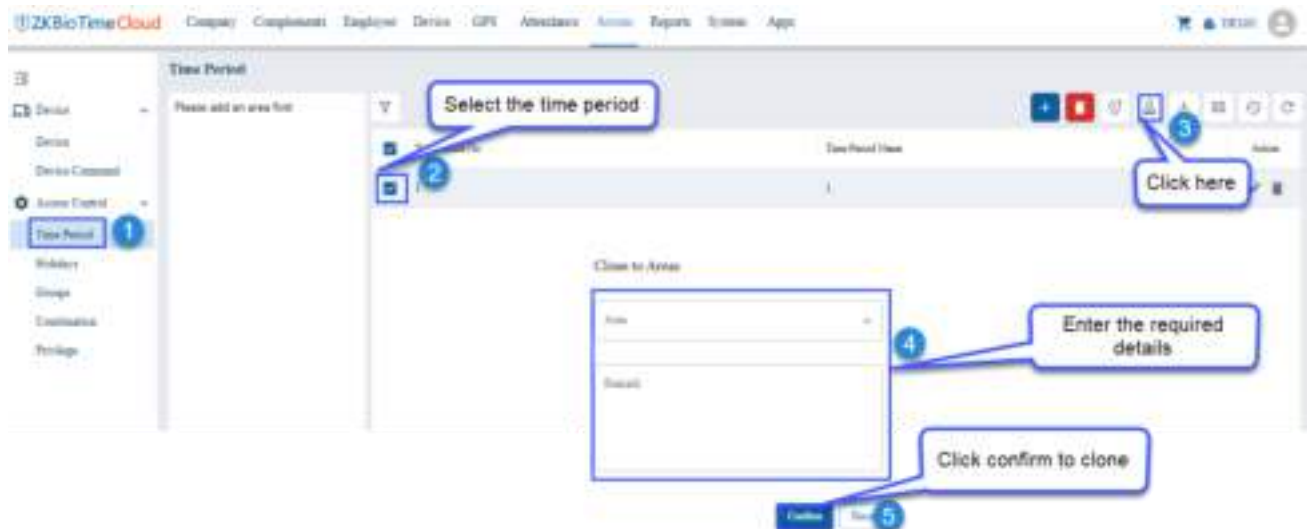 ZKBioTimeCloud Company Employee Device GPS Attendance Access Reports System Apps
Time Period
Device
Please add an area first
Select the time period
3
Device
Time Period Name
Action
Device Command
2
1
Click here
Access Control
Time Period 1
Holidays
Clone to Areas
Groups
Area
Enter the required
details
Combination
4
Privilege
Remark
Click confirm to clone
Confirm
5